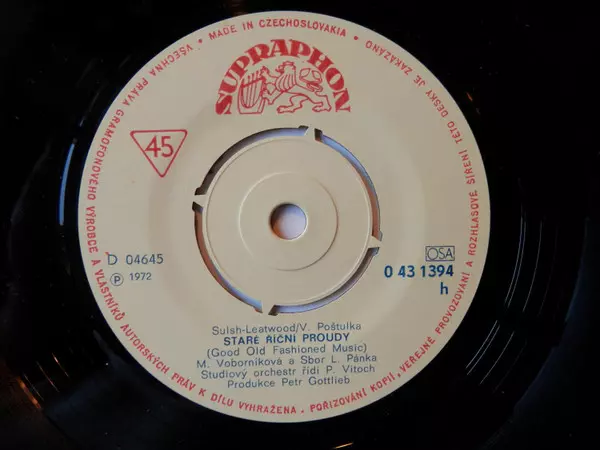 • MADE IN CZECHOSLOVAKIA •
VŠECHNA PRÁVA GRAMOFONOVÉHO VÝROBCE A VLASTNÍKŮ AUTORSKÝCH PRÁV K DÍLU VYHRAŽENA. POŘIZOVÁNÍ KOPIÍ, VEŘEJNÉ PROVOZOVÁNÍ A ROZHLASOVÉ ŠÍŘENÍ TÉTO DESKY JE ZAKÁZÁNO
SUPRAPHON
45
D 04645
Ⓟ 1972
OSA
0 43 1394
h
Sulsh-Leatwood/V. Poštulka
STARÉ ŘÍČNÍ PROUDY
(Good Old Fashioned Music)
M. Voborníková a Sbor L. Pánka
Studiový orchestr řídí P. Vitoch
Produkce Petr Gottlieb